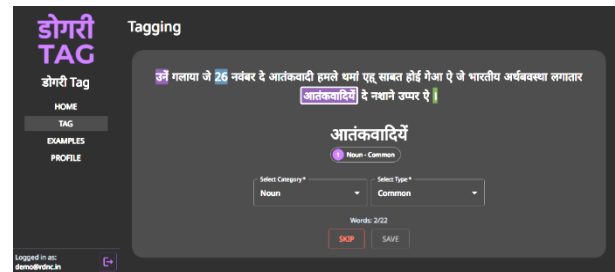 डोगरी
TAG
डोगरी Tag
HOME
TAG
EXAMPLES
PROFILE
Logged in as:
demo@rdnc.in
Tagging
उनें गलाया जे 26 नवंबर दे आतंकवादी हमले थमां एह् साबत होई गेआ ऐ जे भारतीय अर्थबवस्था लगातार
आतंकवादियें दे नशाने उप्पर ऐ ।
आतंकवादियें
1 Noun - Common
Select Category *
Noun
Select Type *
Common
Words: 2/22
SKIP
SAVE